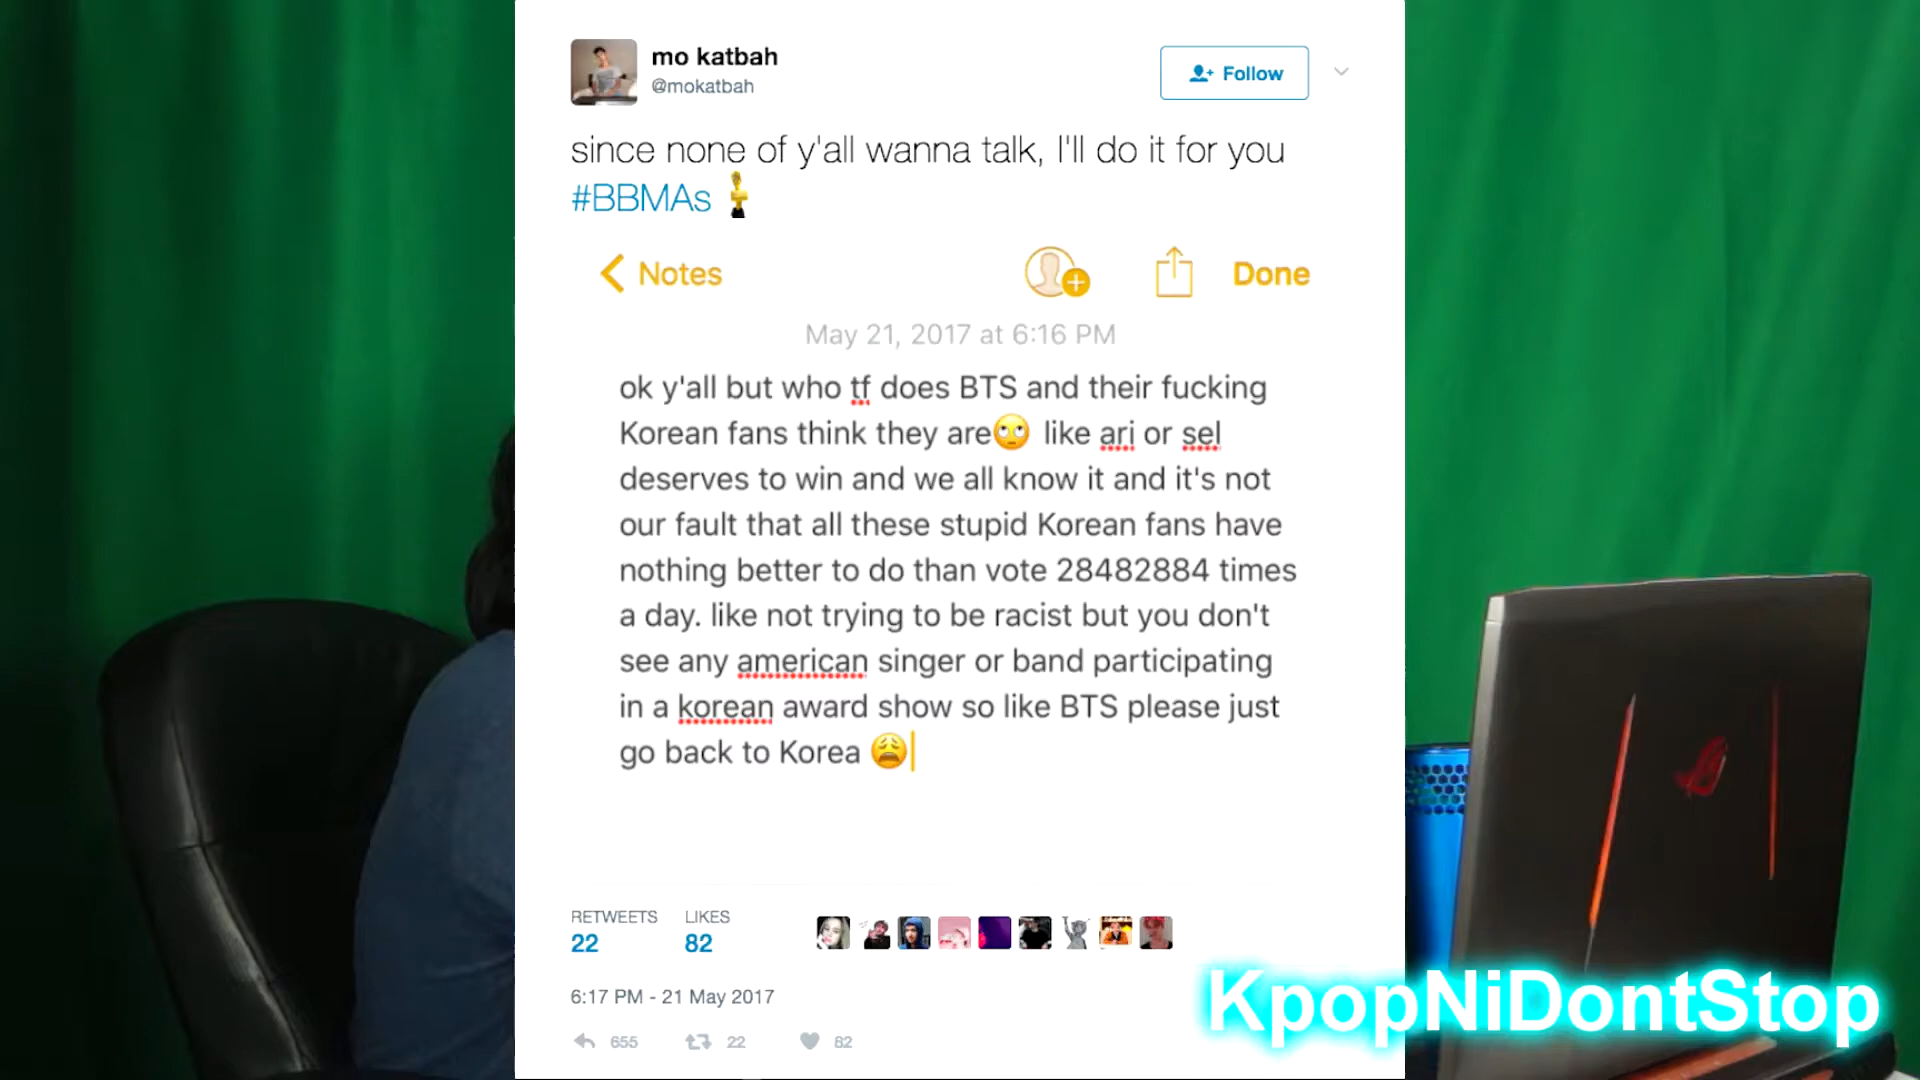 mo katbah
@mokatbah
Follow
since none of y'all wanna talk, I'll do it for you
#BBMAs
Notes
Done
May 21, 2017 at 6:16 PM
ok y'all but who tf does BTS and their fucking
Korean fans think they are🙄 like ari or sel
deserves to win and we all know it and it's not
our fault that all these stupid Korean fans have
nothing better to do than vote 28482884 times
a day. like not trying to be racist but you don't
see any american singer or band participating
in a korean award show so like BTS please just
go back to Korea 😩
RETWEETS LIKES
22 82
6:17 PM - 21 May 2017
655 22 82
KpopNiDontStop